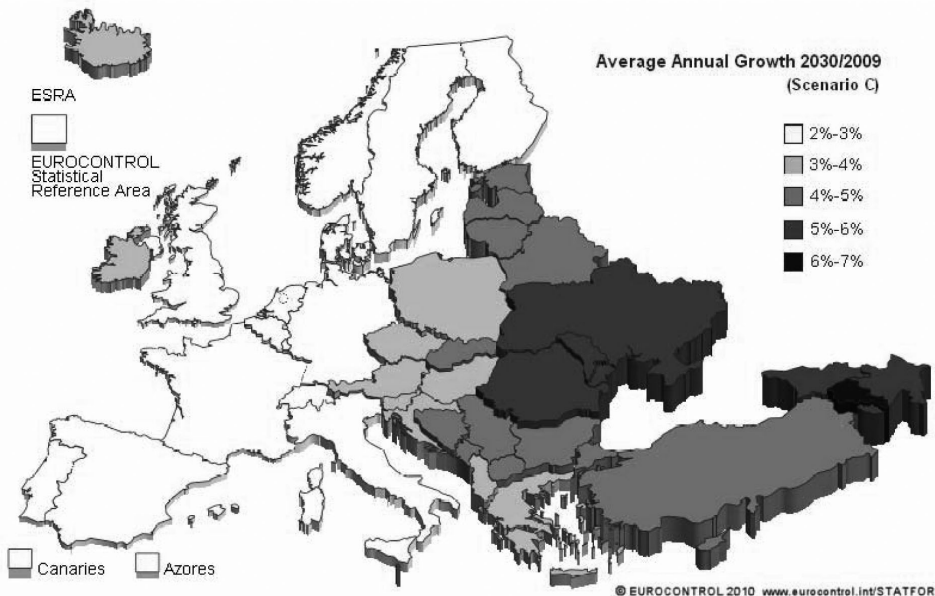 Average Annual Growth 2030/2009
(Scenario C)
ESRA
EUROCONTROL
Statistical
Reference Area
2%-3%
3%-4%
4%-5%
5%-6%
6%-7%
Canaries
Azores
© EUROCONTROL 2010 www.eurocontrol.int/STATFOR